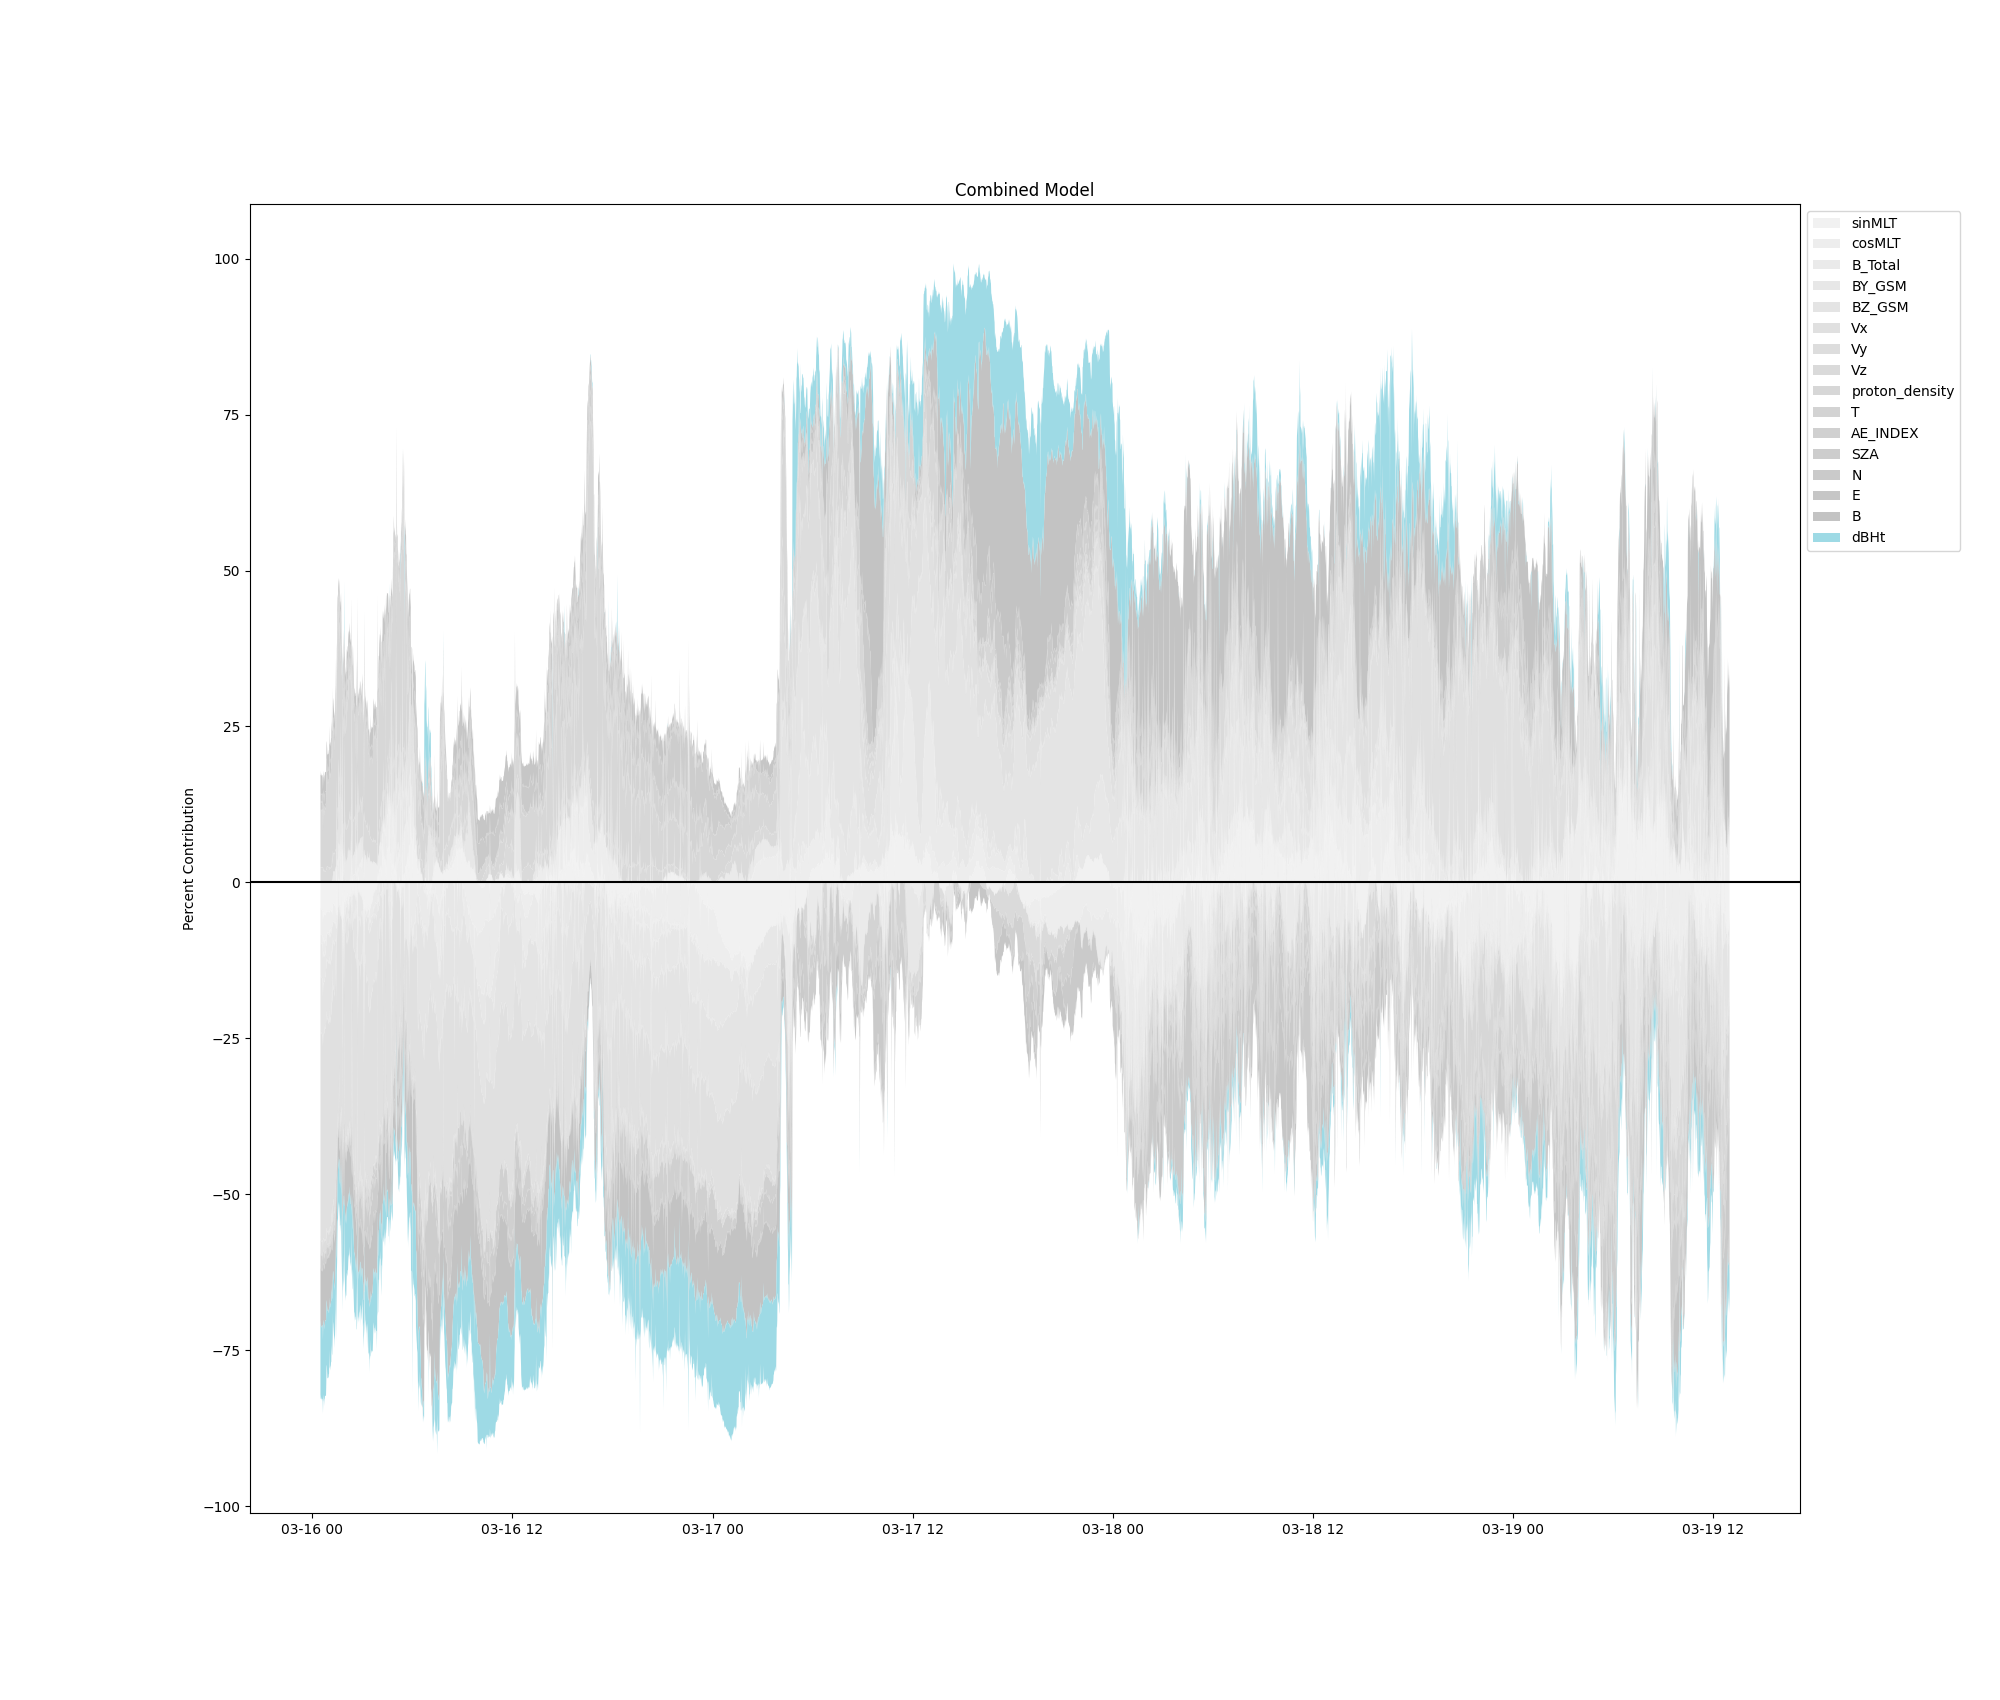 Combined Model
Percent Contribution
100
75
50
25
0
−25
−50
−75
−100
03-16 00
03-16 12
03-17 00
03-17 12
03-18 00
03-18 12
03-19 00
03-19 12
sinMLT
cosMLT
B_Total
BY_GSM
BZ_GSM
Vx
Vy
Vz
proton_density
T
AE_INDEX
SZA
N
E
B
dBHt